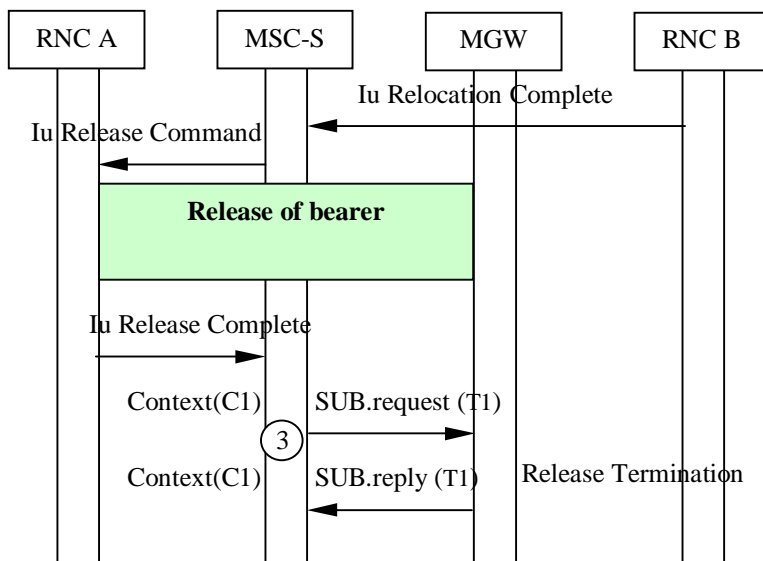 RNC A
MSC-S
MGW
RNC B
Iu Relocation Complete
Iu Release Command
Release of bearer
Iu Release Complete
Context(C1)
SUB.request (T1)
3
Context(C1)
SUB.reply (T1)
Release Termination